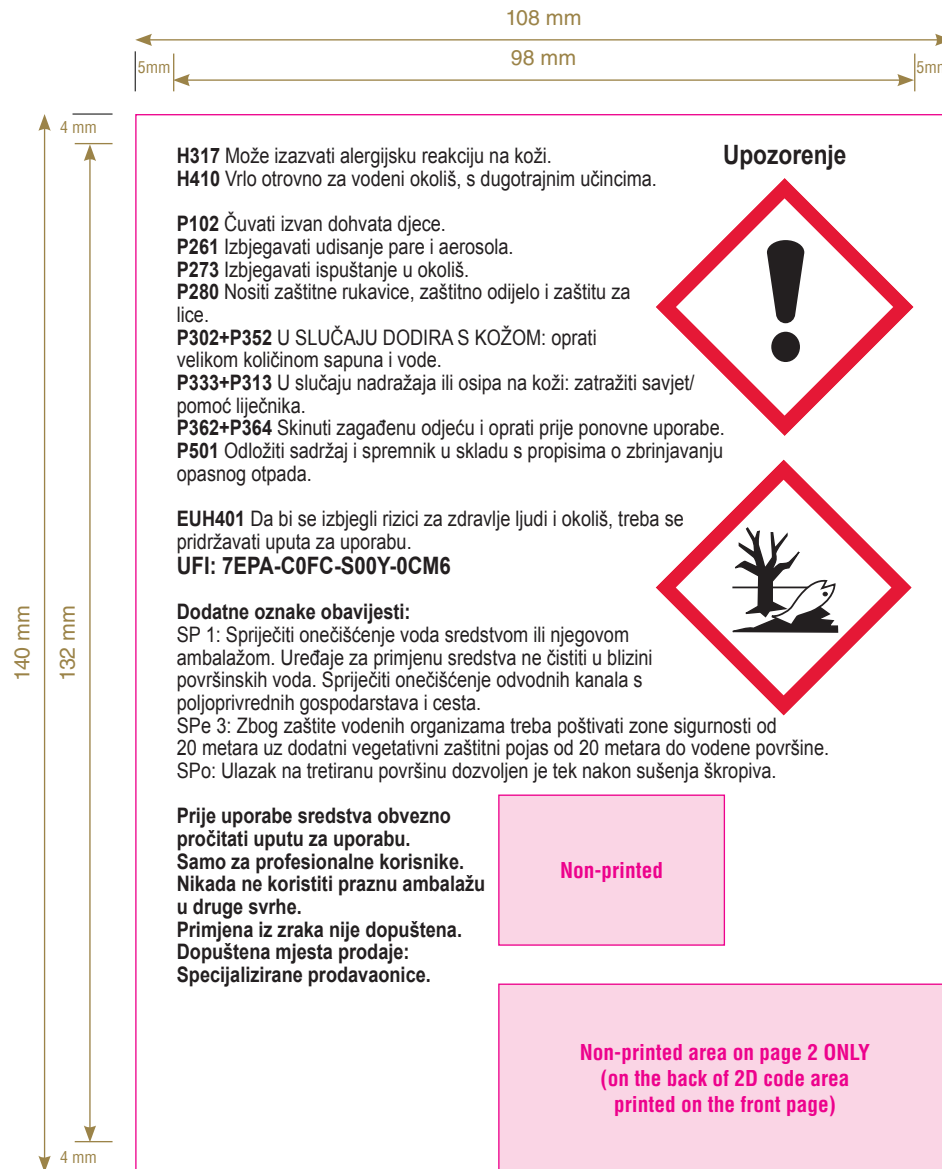 108 mm
5mm
98 mm
5mm
4 mm
140 mm
132 mm
4 mm
H317 Može izazvati alergijsku reakciju na koži.
H410 Vrlo otrovno za vodeni okoliš, s dugotrajnim učincima.
Upozorenje
P102 Čuvati izvan dohvata djece.
P261 Izbjegavati udisanje pare i aerosola.
P273 Izbjegavati ispuštanje u okoliš.
P280 Nositi zaštitne rukavice, zaštitno odijelo i zaštitu za
lice.
P302+P352 U SLUČAJU DODIRA S KOŽOM: oprati
velikom količinom sapuna i vode.
P333+P313 U slučaju nadražaja ili osipa na koži: zatražiti savjet/
pomoć liječnika.
P362+P364 Skinuti zagađenu odjeću i oprati prije ponovne uporabe.
P501 Odložiti sadržaj i spremnik u skladu s propisima o zbrinjavanju
opasnog otpada.
EUH401 Da bi se izbjegli rizici za zdravlje ljudi i okoliš, treba se
pridržavati uputa za uporabu.
UFI: 7EPA-C0FC-S00Y-0CM6
Dodatne oznake obavijesti:
SP 1: Spriječiti onečišćenje voda sredstvom ili njegovom
ambalažom. Uređaje za primjenu sredstva ne čistiti u blizini
površinskih voda. Spriječiti onečišćenje odvodnih kanala s
poljoprivrednih gospodarstava i cesta.
SPe 3: Zbog zaštite vodenih organizama treba poštivati zone sigurnosti od
20 metara uz dodatni vegetativni zaštitni pojas od 20 metara do vodene površine.
SPo: Ulazak na tretiranu površinu dozvoljen je tek nakon sušenja škropiva.
Prije uporabe sredstva obvezno
pročitati uputu za uporabu.
Samo za profesionalne korisnike.
Nikada ne koristiti praznu ambalažu
u druge svrhe.
Primjena iz zraka nije dopuštena.
Dopuštena mjesta prodaje:
Specijalizirane prodavaonice.
Non-printed
Non-printed area on page 2 ONLY
(on the back of 2D code area
printed on the front page)